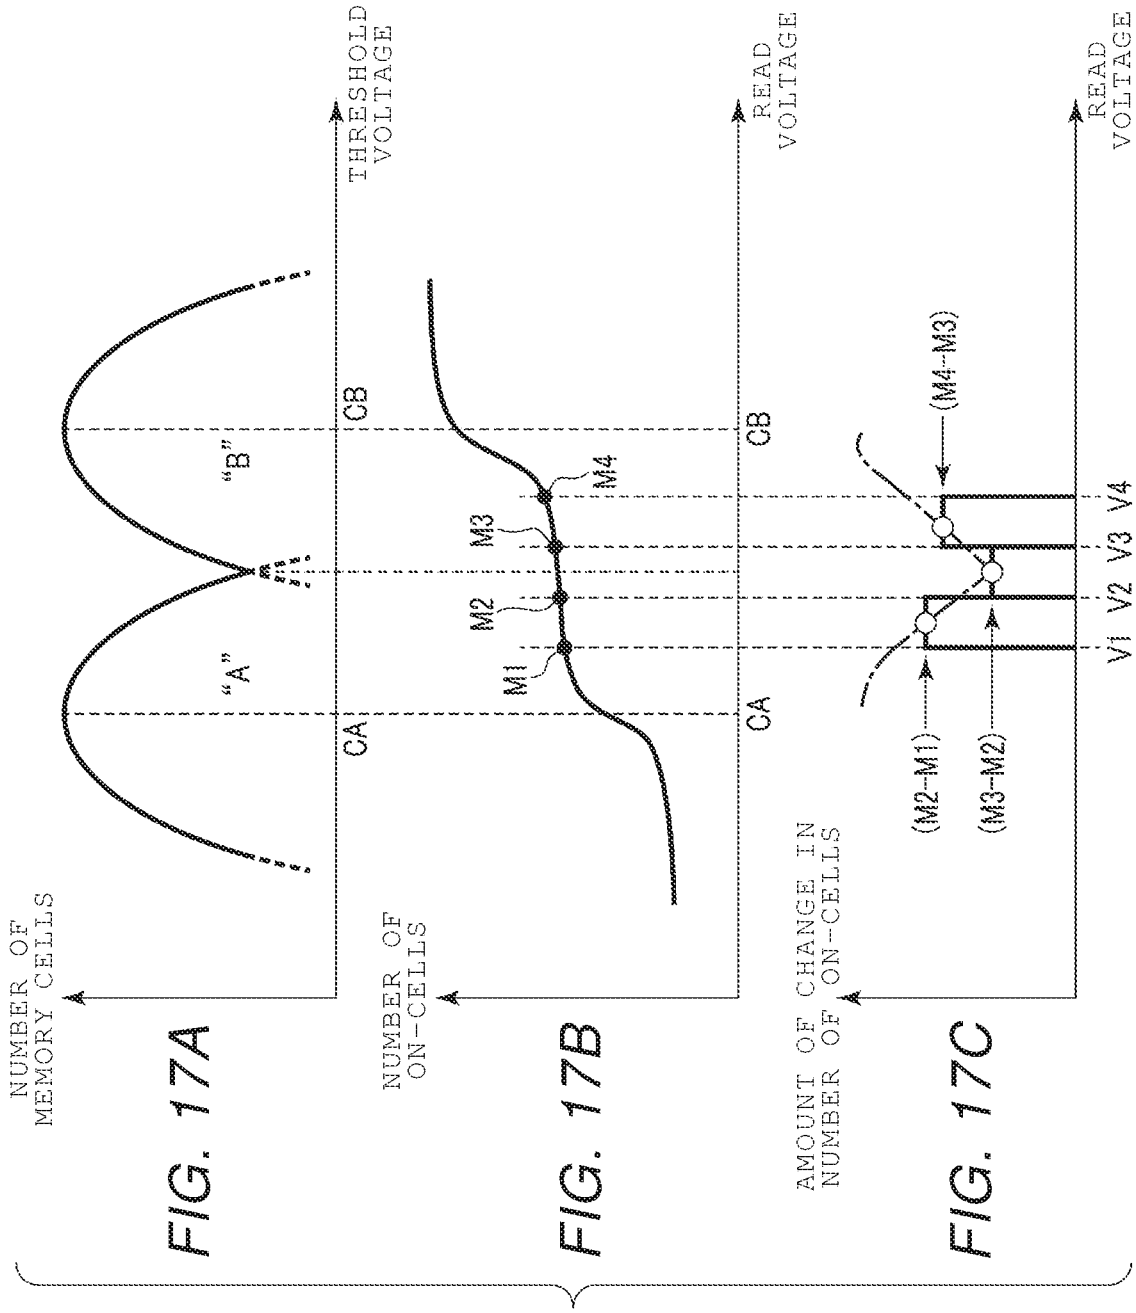 FIG. 17A
NUMBER OF
MEMORY CELLS
"A"
"B"
CA
CB
THRESHOLD
VOLTAGE
FIG. 17B
NUMBER OF
ON-CELLS
M1
M2
M3
M4
CA
CB
READ
VOLTAGE
FIG. 17C
AMOUNT OF CHANGE IN
NUMBER OF ON-CELLS
(M2-M1)
(M3-M2)
(M4-M3)
V1
V2
V3
V4
READ
VOLTAGE